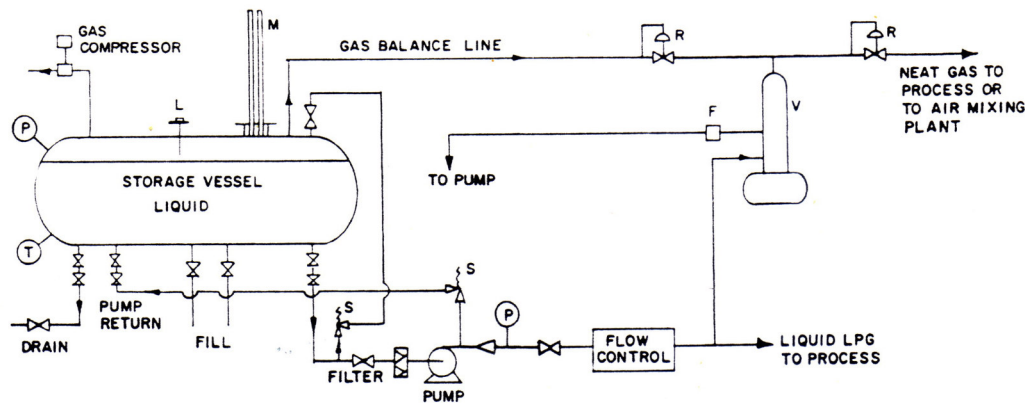 GAS
COMPRESSOR
M
GAS BALANCE LINE
R
R
NEAT GAS TO
PROCESS OR
TO AIR MIXING
PLANT
P
L
F
V
TO PUMP
STORAGE VESSEL
LIQUID
T
S
S
P
PUMP
RETURN
DRAIN
FILL
FILTER
PUMP
FLOW
CONTROL
LIQUID LPG
TO PROCESS